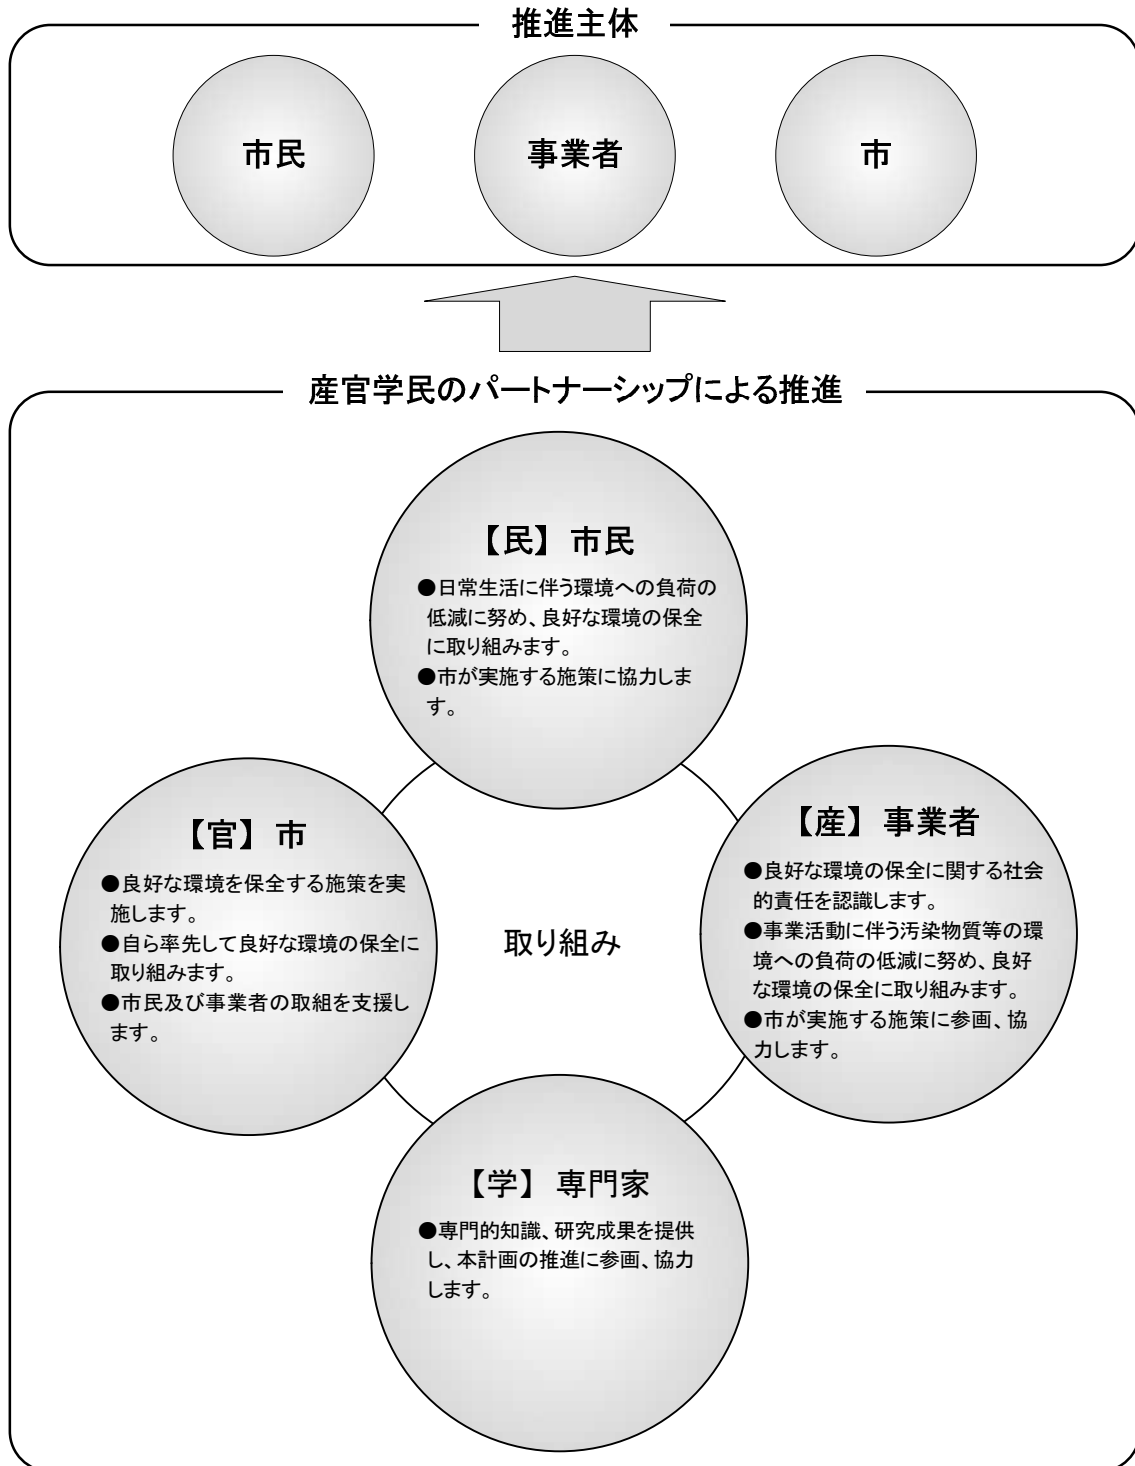 推進主体
市民
事業者
市
産官学民のパートナーシップによる推進
【民】 市民
●日常生活に伴う環境への負荷の
低減に努め、良好な環境の保全
に取り組みます。
●市が実施する施策に協力しま
す。
【官】 市
●良好な環境を保全する施策を実
施します。
●自ら率先して良好な環境の保全に
取り組みます。
●市民及び事業者の取組を支援し
ます。
取り組み
【産】 事業者
●良好な環境の保全に関する社会
的責任を認識します。
●事業活動に伴う汚染物質等の環
境への負荷の低減に努め、良好
な環境の保全に取り組みます。
●市が実施する施策に参画、協
力します。
【学】 専門家
●専門的知識、研究成果を提供
し、本計画の推進に参画、協力
します。